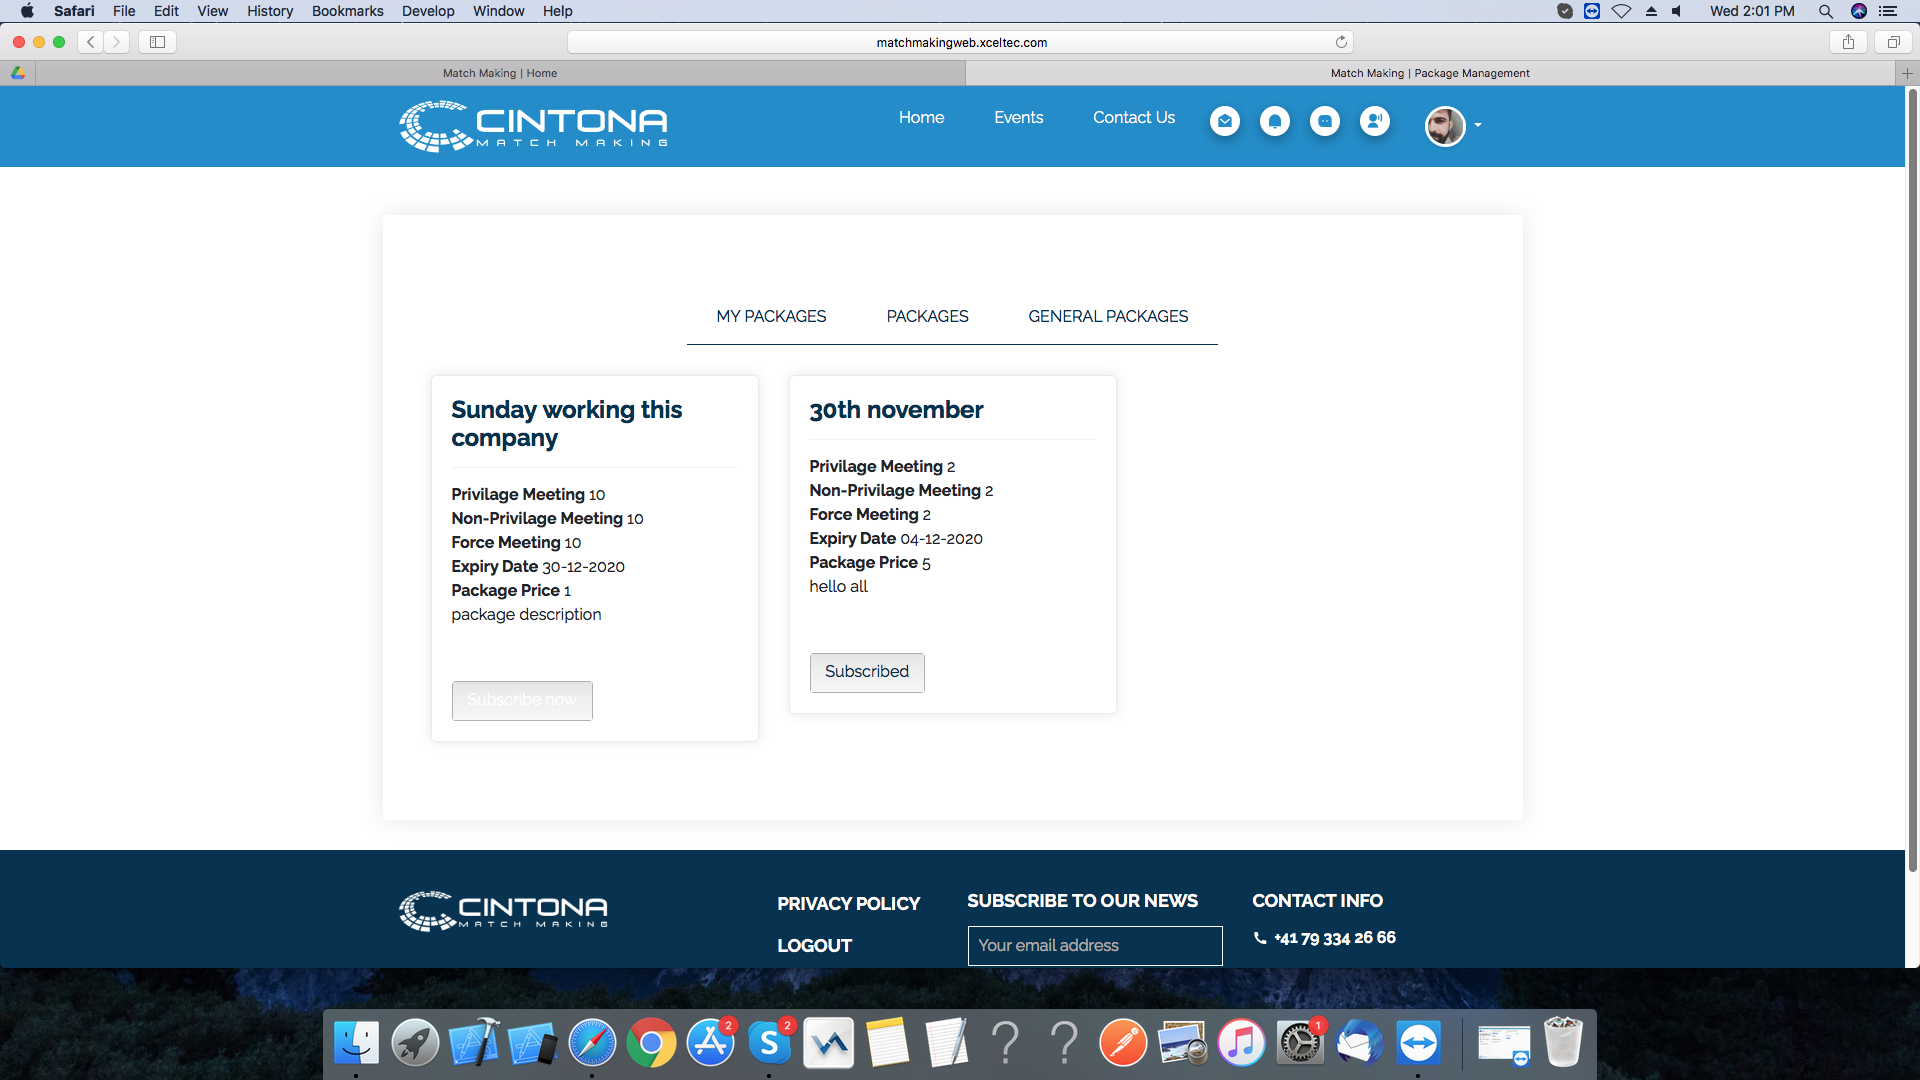 Safari File Edit View History Bookmarks Develop Window Help Wed 2:01 PM
matchmakingweb.xceltec.com
Match Making | Home Match Making | Package Management
CINTONA
MATCH MAKING
Home Events Contact Us
MY PACKAGES PACKAGES GENERAL PACKAGES
Sunday working this
company
Privilage Meeting 10
Non-Privilage Meeting 10
Force Meeting 10
Expiry Date 30-12-2020
Package Price 1
package description
Subscribe now
30th november
Privilage Meeting 2
Non-Privilage Meeting 2
Force Meeting 2
Expiry Date 04-12-2020
Package Price 5
hello all
Subscribed
CINTONA
MATCH MAKING
PRIVACY POLICY
LOGOUT
SUBSCRIBE TO OUR NEWS
Your email address
CONTACT INFO
+41 79 334 26 66
2
2
1